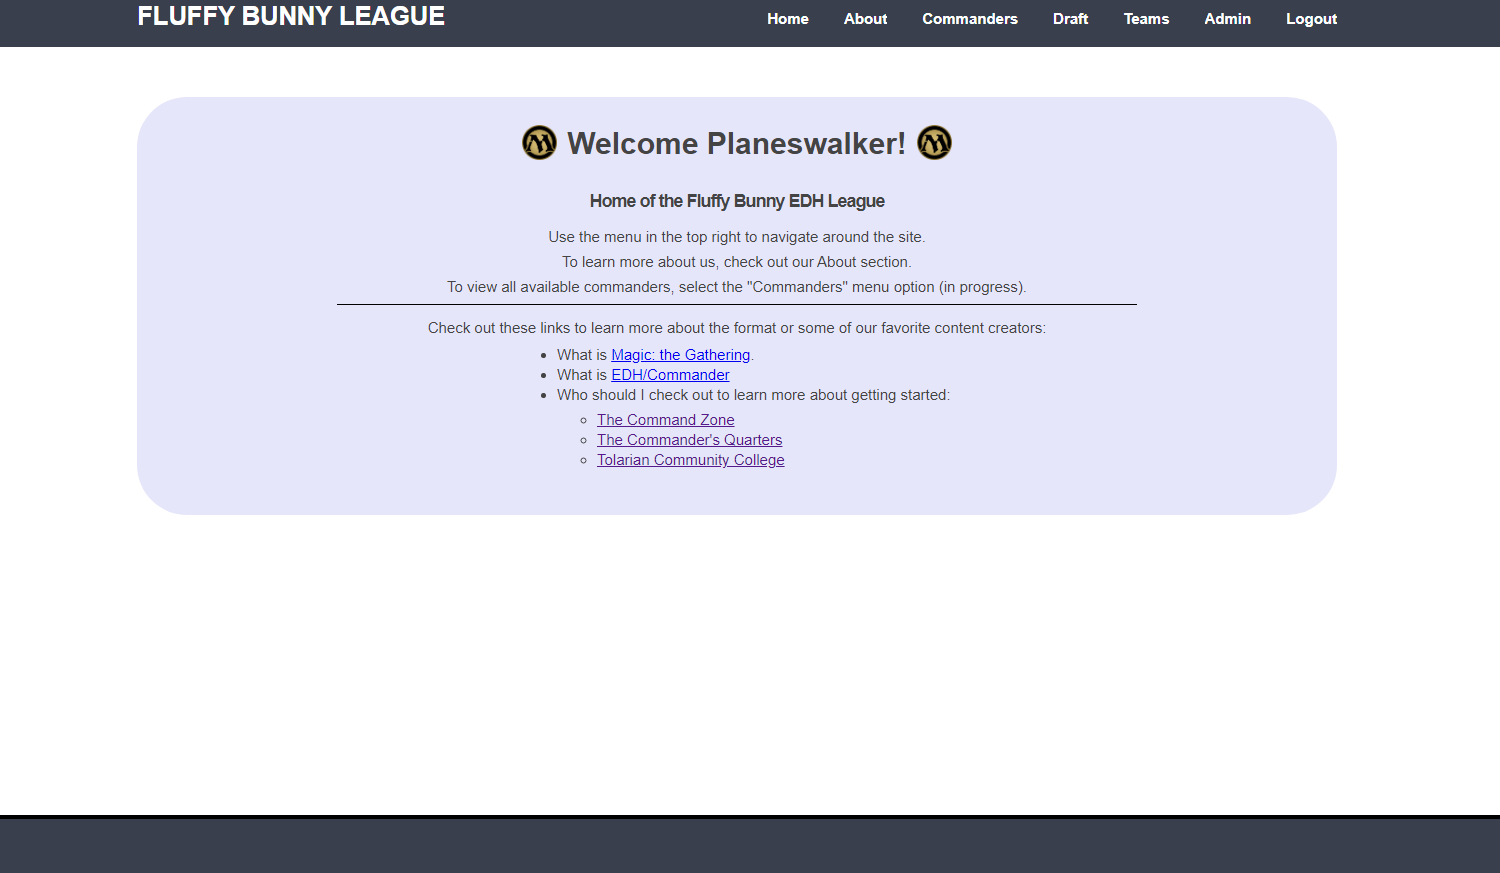 FLUFFY BUNNY LEAGUE
Home About Commanders Draft Teams Admin Logout
Welcome Planeswalker!
Home of the Fluffy Bunny EDH League
Use the menu in the top right to navigate around the site.
To learn more about us, check out our About section.
To view all available commanders, select the "Commanders" menu option (in progress).
Check out these links to learn more about the format or some of our favorite content creators:
What is Magic: the Gathering.
What is EDH/Commander
Who should I check out to learn more about getting started:
The Command Zone
The Commander's Quarters
Tolarian Community College